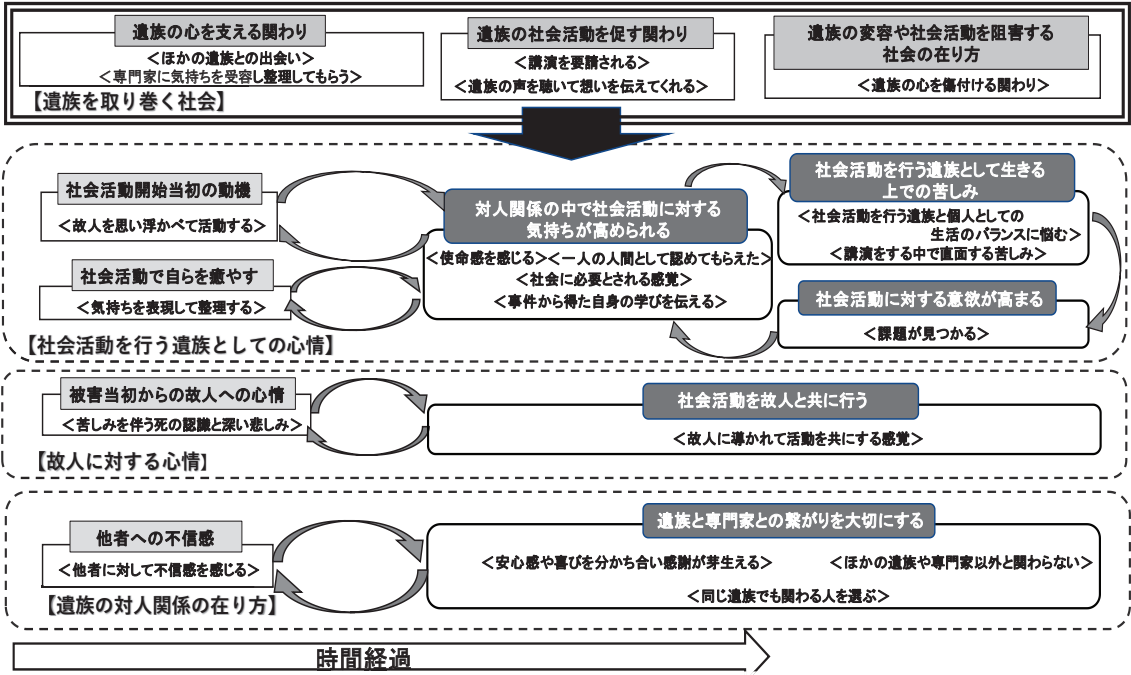 遺族の心を支える関わり
<ほかの遺族との出会い>
<専門家に気持ちを受容し整理してもらう>
遺族の社会活動を促す関わり
<講演を要請される>
<遺族の声を聴いて想いを伝えてくれる>
遺族の変容や社会活動を阻害する
社会の在り方
<遺族の心を傷付ける関わり>
【遺族を取り巻く社会】
社会活動開始当初の動機
<故人を思い浮かべて活動する>
社会活動で自らを癒やす
<気持ちを表現して整理する>
対人関係の中で社会活動に対する
気持ちが高められる
<使命感を感じる><一人の人間として認めてもらえた>
<社会に必要とされる感覚>
<事件から得た自身の学びを伝える>
社会活動を行う遺族として生きる
上での苦しみ
<社会活動を行う遺族と個人としての
生活のバランスに悩む>
<講演をする中で直面する苦しみ>
社会活動に対する意欲が高まる
<課題が見つかる>
【社会活動を行う遺族としての心情】
被害当初からの故人への心情
<苦しみを伴う死の認識と深い悲しみ>
社会活動を故人と共に行う
<故人に導かれて活動を共にする感覚>
【故人に対する心情】
他者への不信感
<他者に対して不信感を感じる>
遺族と専門家との繋がりを大切にする
<安心感や喜びを分かち合い感謝が芽生える>
<ほかの遺族や専門家以外と関わらない>
<同じ遺族でも関わる人を選ぶ>
【遺族の対人関係の在り方】
時間経過